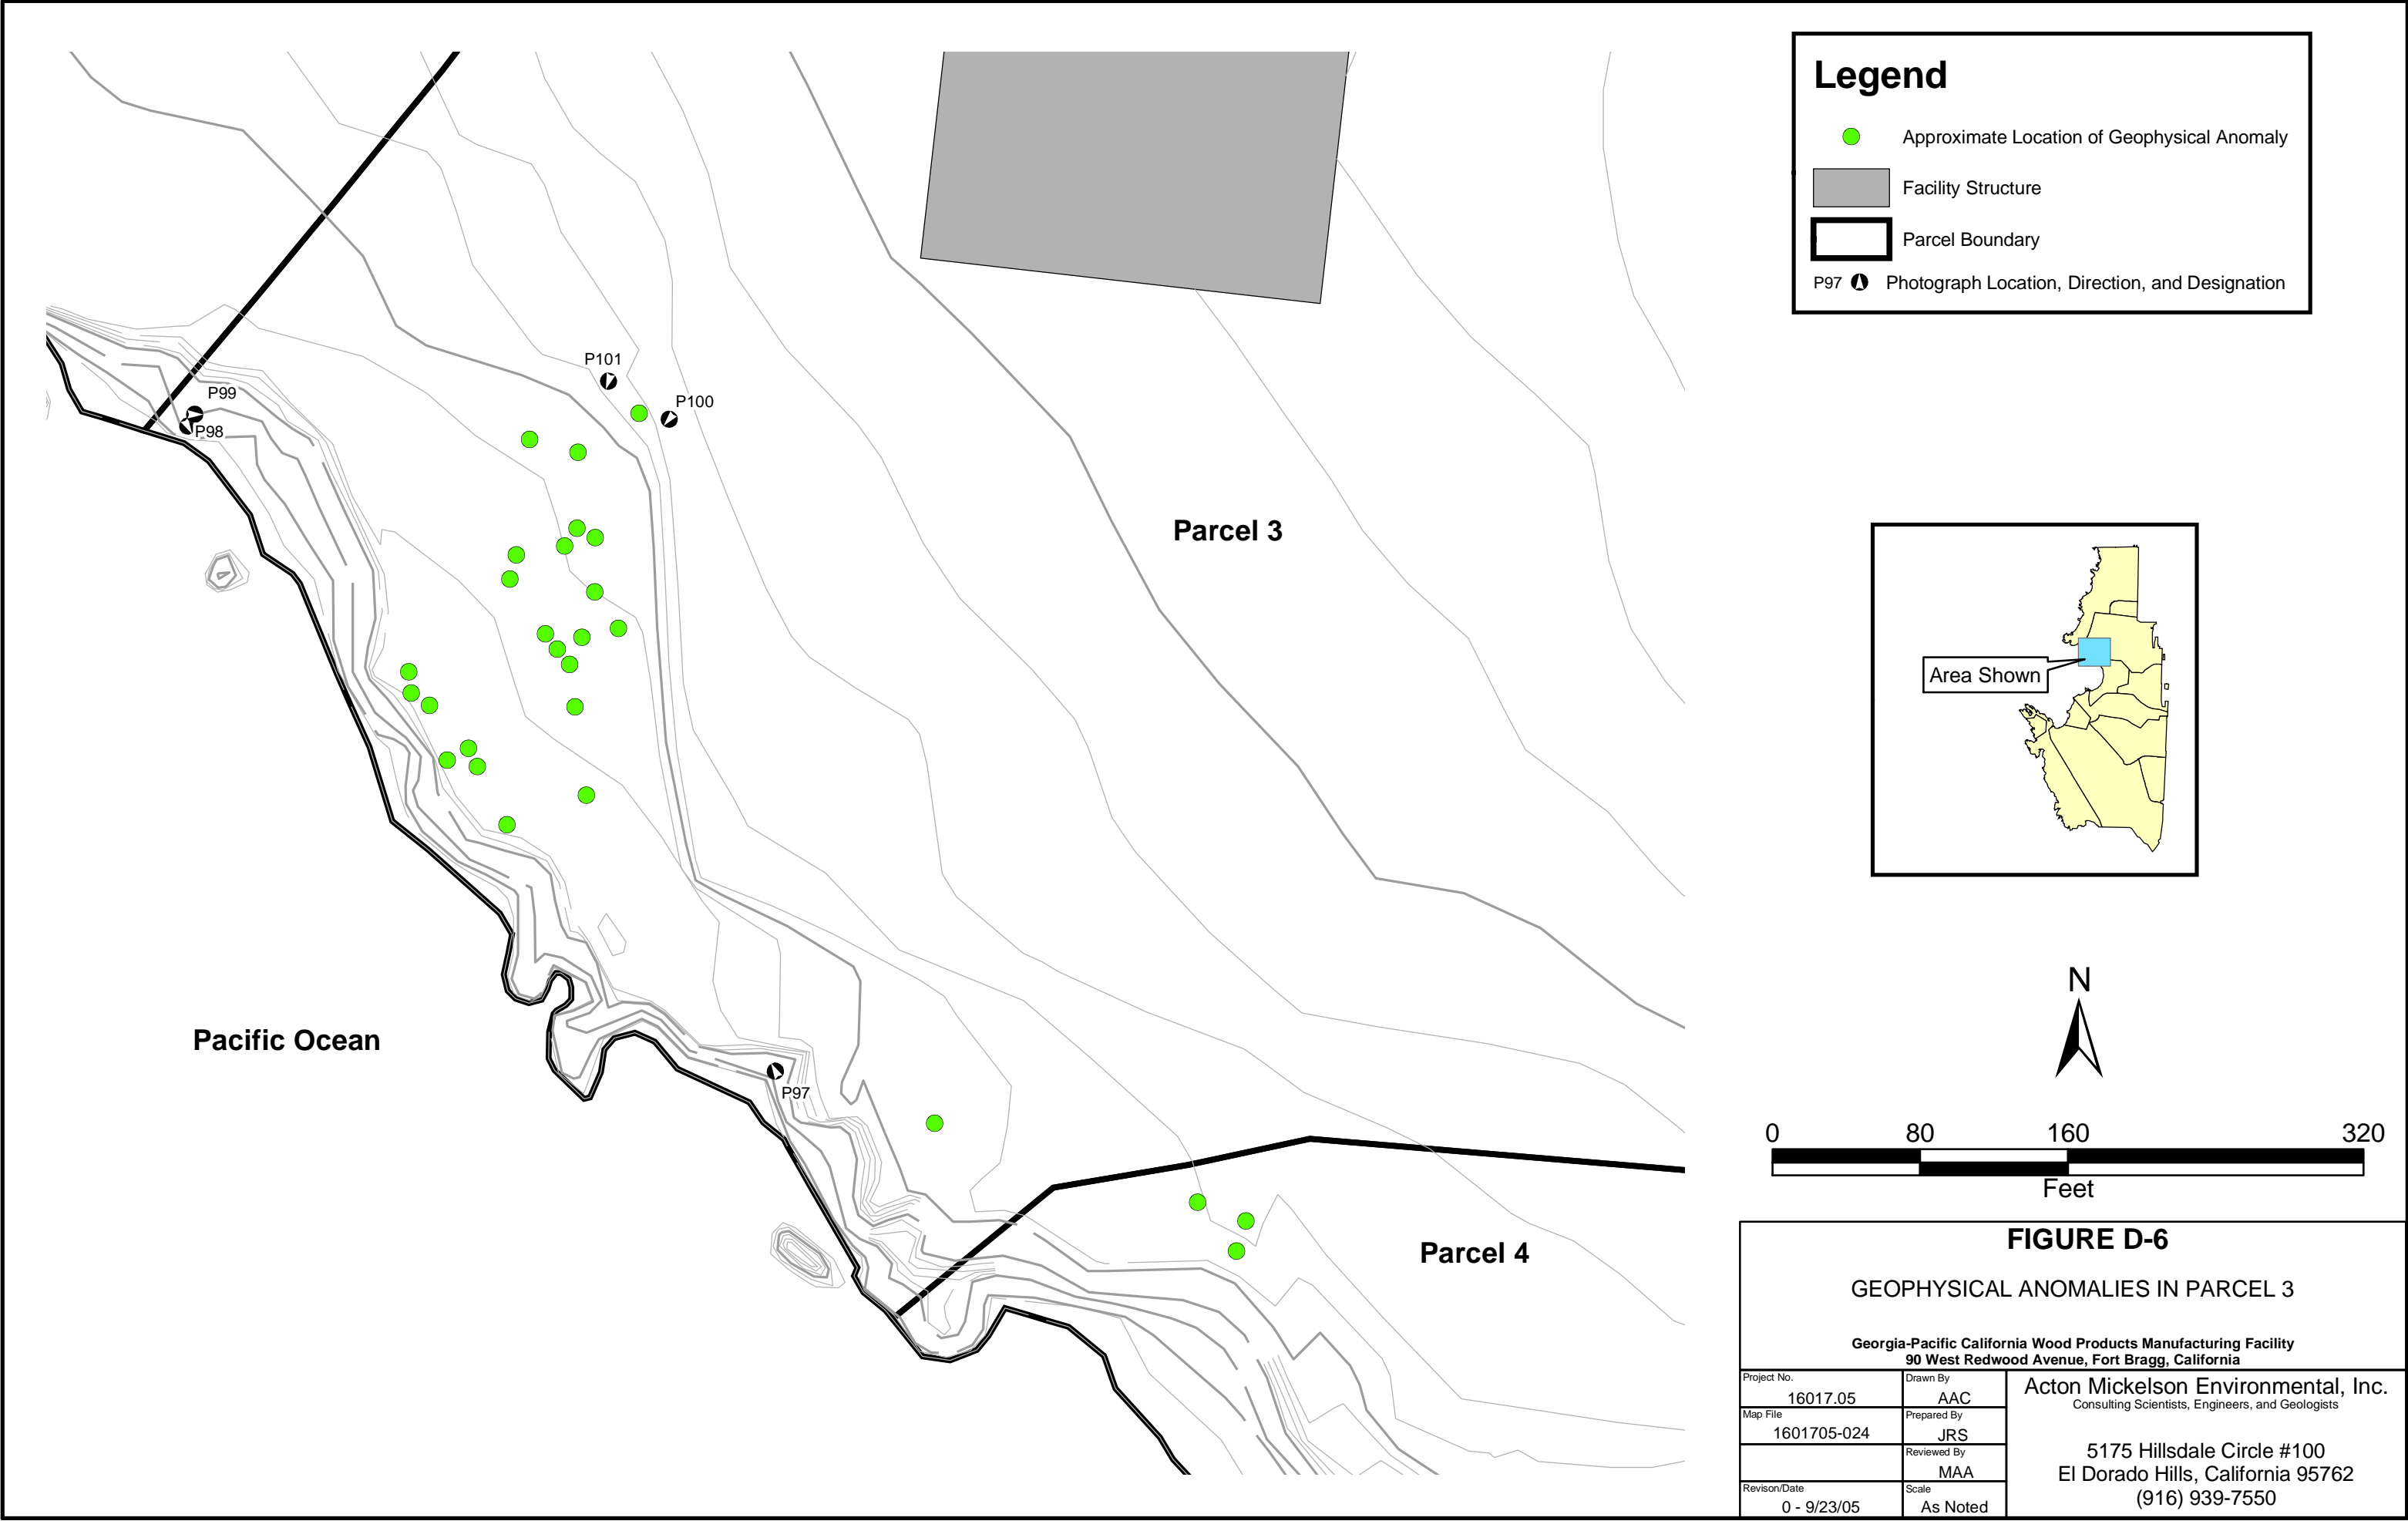 Legend
Approximate Location of Geophysical Anomaly
Facility Structure
Parcel Boundary
P97 Photograph Location, Direction, and Designation
P101
P99
P100
P98
Parcel 3
Area Shown
N
Pacific Ocean
P97
0 80 160 320
Feet
Parcel 4
FIGURE D-6
GEOPHYSICAL ANOMALIES IN PARCEL 3
Georgia-Pacific California Wood Products Manufacturing Facility
90 West Redwood Avenue, Fort Bragg, California
Project No.
16017.05
Drawn By
AAC
Map File
1601705-024
Prepared By
JRS
Reviewed By
MAA
Revison/Date
0 - 9/23/05
Scale
As Noted
Acton Mickelson Environmental, Inc.
Consulting Scientists, Engineers, and Geologists
5175 Hillsdale Circle #100
El Dorado Hills, California 95762
(916) 939-7550